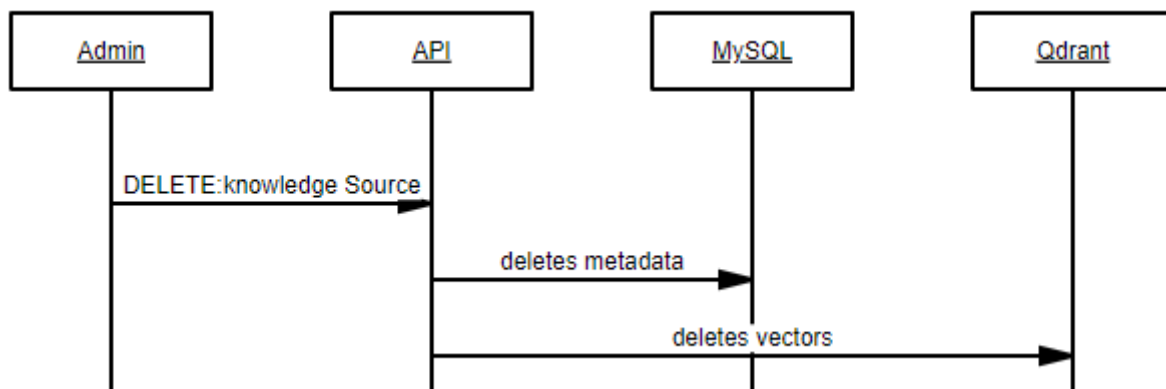 Admin
API
MySQL
Qdrant
DELETE:knowledge Source
deletes metadata
deletes vectors